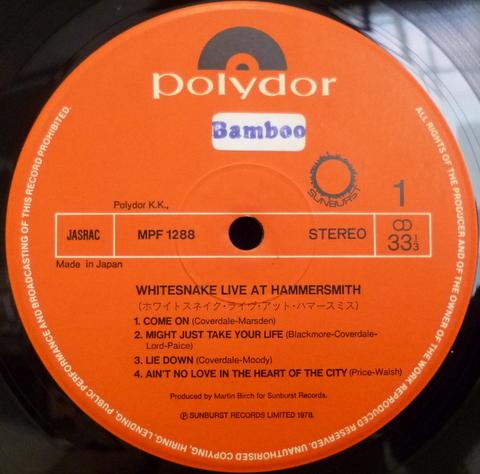 polydor
Bamboo
SUNBURST
1
Polydor K.K.,
JASRAC
MPF 1288
STEREO
33 1/3
Made in Japan
WHITESNAKE LIVE AT HAMMERSMITH
(ホワイトスネイク・ライヴ・アット・ハマースミス)
1. COME ON (Coverdale-Marsden)
2. MIGHT JUST TAKE YOUR LIFE (Blackmore-Coverdale-
Lord-Paice)
3. LIE DOWN (Coverdale-Moody)
4. AIN'T NO LOVE IN THE HEART OF THE CITY (Price-Walsh)
Produced by Martin Birch for Sunburst Records.
Ⓟ SUNBURST RECORDS LIMITED 1978.
ALL RIGHTS OF THE PRODUCER AND OF THE OWNER OF THE WORK REPRODUCED RESERVED. UNAUTHORISED COPYING, HIRING, LENDING, PUBLIC PERFORMANCE AND BROADCASTING OF THIS RECORD PROHIBITED.